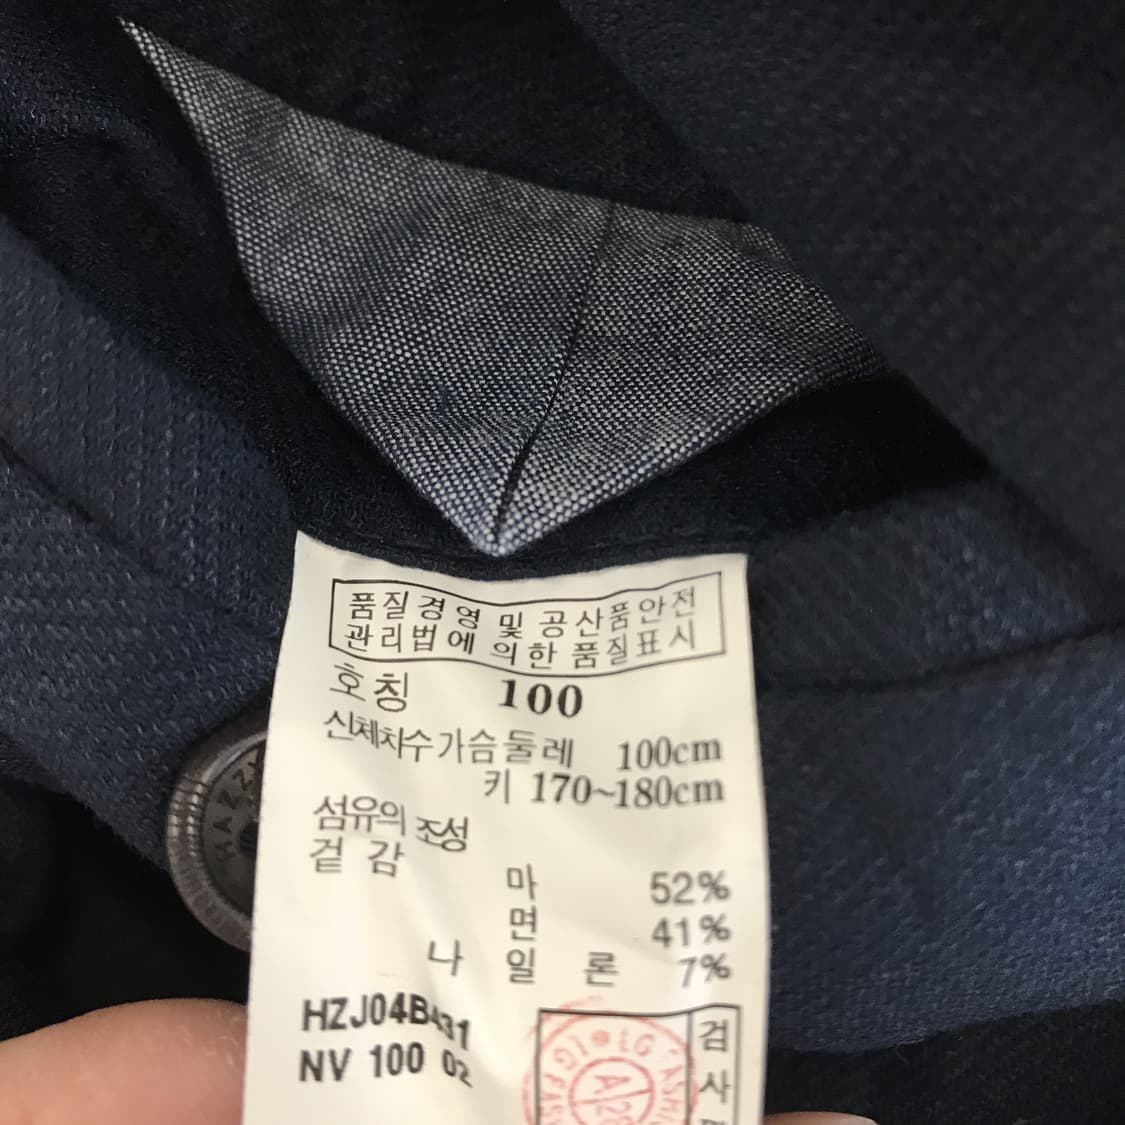 품질경영 및 공산품안전
관리법에 의한 품질표시
호칭 100
신체치수 가슴둘레 100cm
키 170~180cm
섬유의 조성
겉감
마 52%
면 41%
나일론 7%
HZJ04B431
NV 100 02
검
사
LG FASHI
A